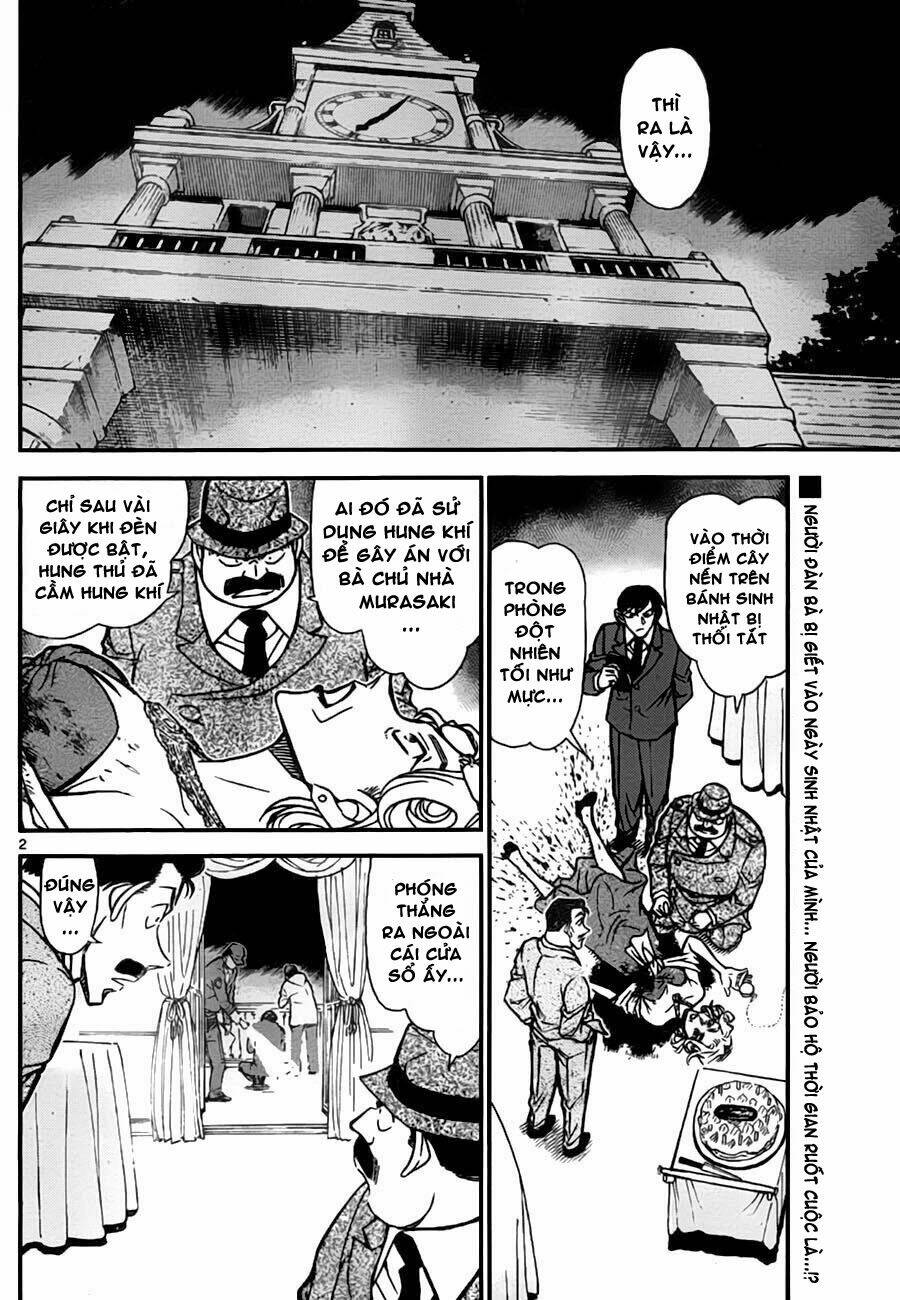 THÌ
RA LÀ
VẬY...
NGƯỜI ĐÀN BÀ BỊ GIẾT VÀO NGÀY SINH NHẬT CỦA MÌNH... NGƯỜI BẢO HỘ THỜI GIAN RUỐT CUỘC LÀ...!?
VÀO THỜI
ĐIỂM CÂY
NẾN TRÊN
BÁNH SINH
NHẬT BỊ
THỔI TẮT
TRONG
PHÒNG
ĐỘT
NHIÊN
TỐI NHƯ
MỰC...
AI ĐÓ ĐÃ SỬ
DỤNG HUNG KHÍ
ĐỂ GÂY ÁN VỚI
BÀ CHỦ NHÀ
MURASAKI
...
CHỈ SAU VÀI
GIÂY KHI ĐÈN
ĐƯỢC BẬT,
HUNG THỦ ĐÃ
CẦM HUNG KHÍ
2
PHÓNG
THẲNG
RA NGOÀI
CÁI CỬA
SỔ ẤY...
ĐÚNG
VẬY
...